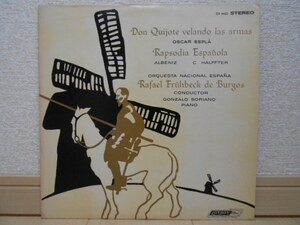 STEREO
Don Quijote velando las armas
OSCAR ESPLÁ
Rapsodia Española
ALBENIZ C. HALFFTER
ORQUESTA NACIONAL ESPAÑA
Rafael Frühbeck de Burgos
CONDUCTOR
GONZALO SORIANO
PIANO
LONDON